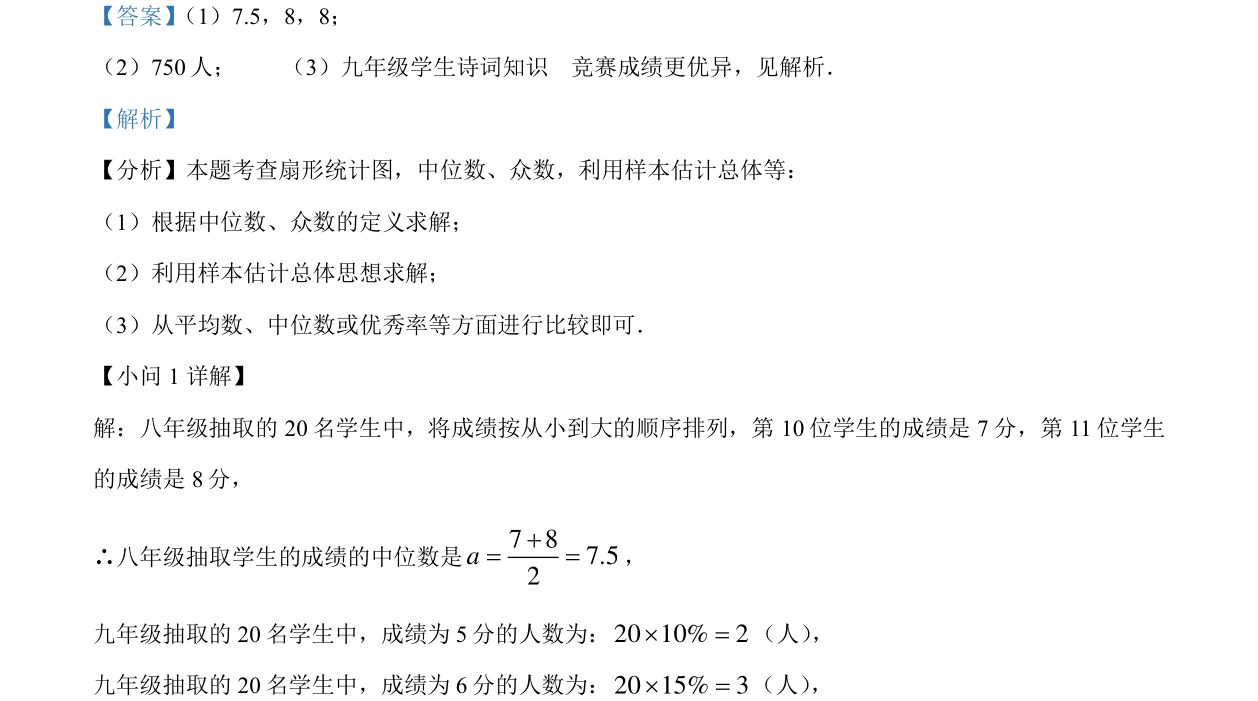 【答案】（1）7.5，8，8；
（2）750 人；　　（3）九年级学生诗词知识　竞赛成绩更优异，见解析．
【解析】
【分析】本题考查扇形统计图，中位数、众数，利用样本估计总体等：
（1）根据中位数、众数的定义求解；
（2）利用样本估计总体思想求解；
（3）从平均数、中位数或优秀率等方面进行比较即可．
【小问 1 详解】
解：八年级抽取的 20 名学生中，将成绩按从小到大的顺序排列，第 10 位学生的成绩是 7 分，第 11 位学生
的成绩是 8 分，
∴八年级抽取学生的成绩的中位数是 a = (7+8)/2 = 7.5，
九年级抽取的 20 名学生中，成绩为 5 分的人数为：20×10% = 2（人），
九年级抽取的 20 名学生中，成绩为 6 分的人数为：20×15% = 3（人），